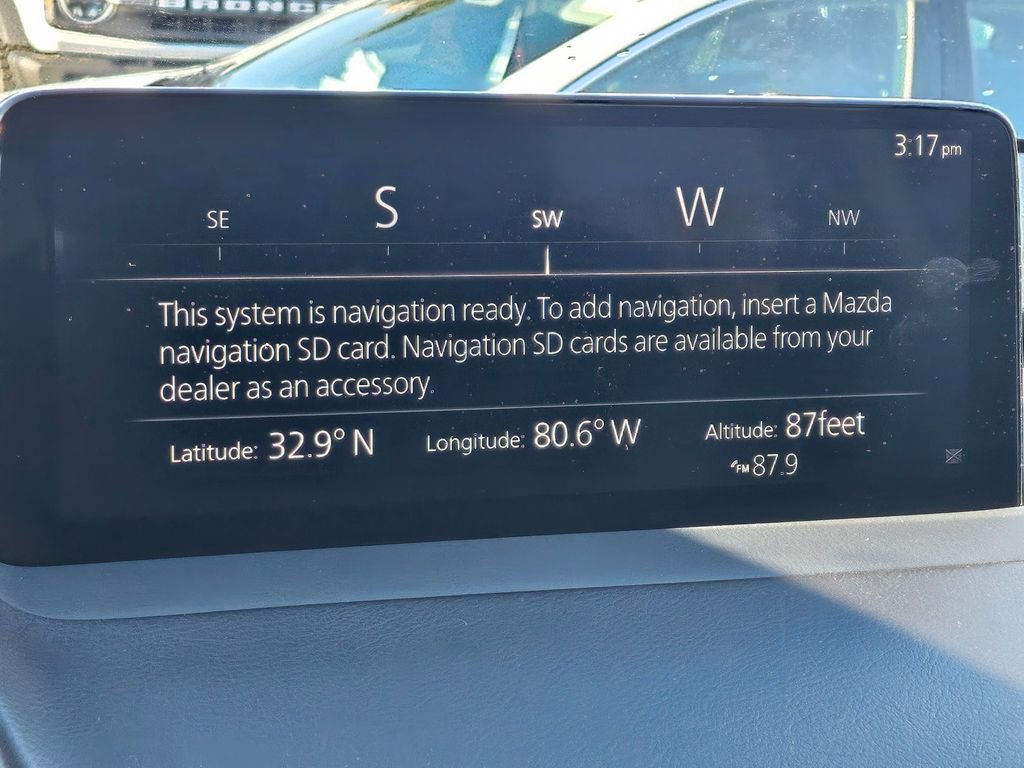 BRONCO
3:17pm
SE S SW W NW
This system is navigation ready. To add navigation, insert a Mazda
navigation SD card. Navigation SD cards are available from your
dealer as an accessory.
Latitude: 32.9° N Longitude: 80.6° W Altitude: 87feet
FM 87.9